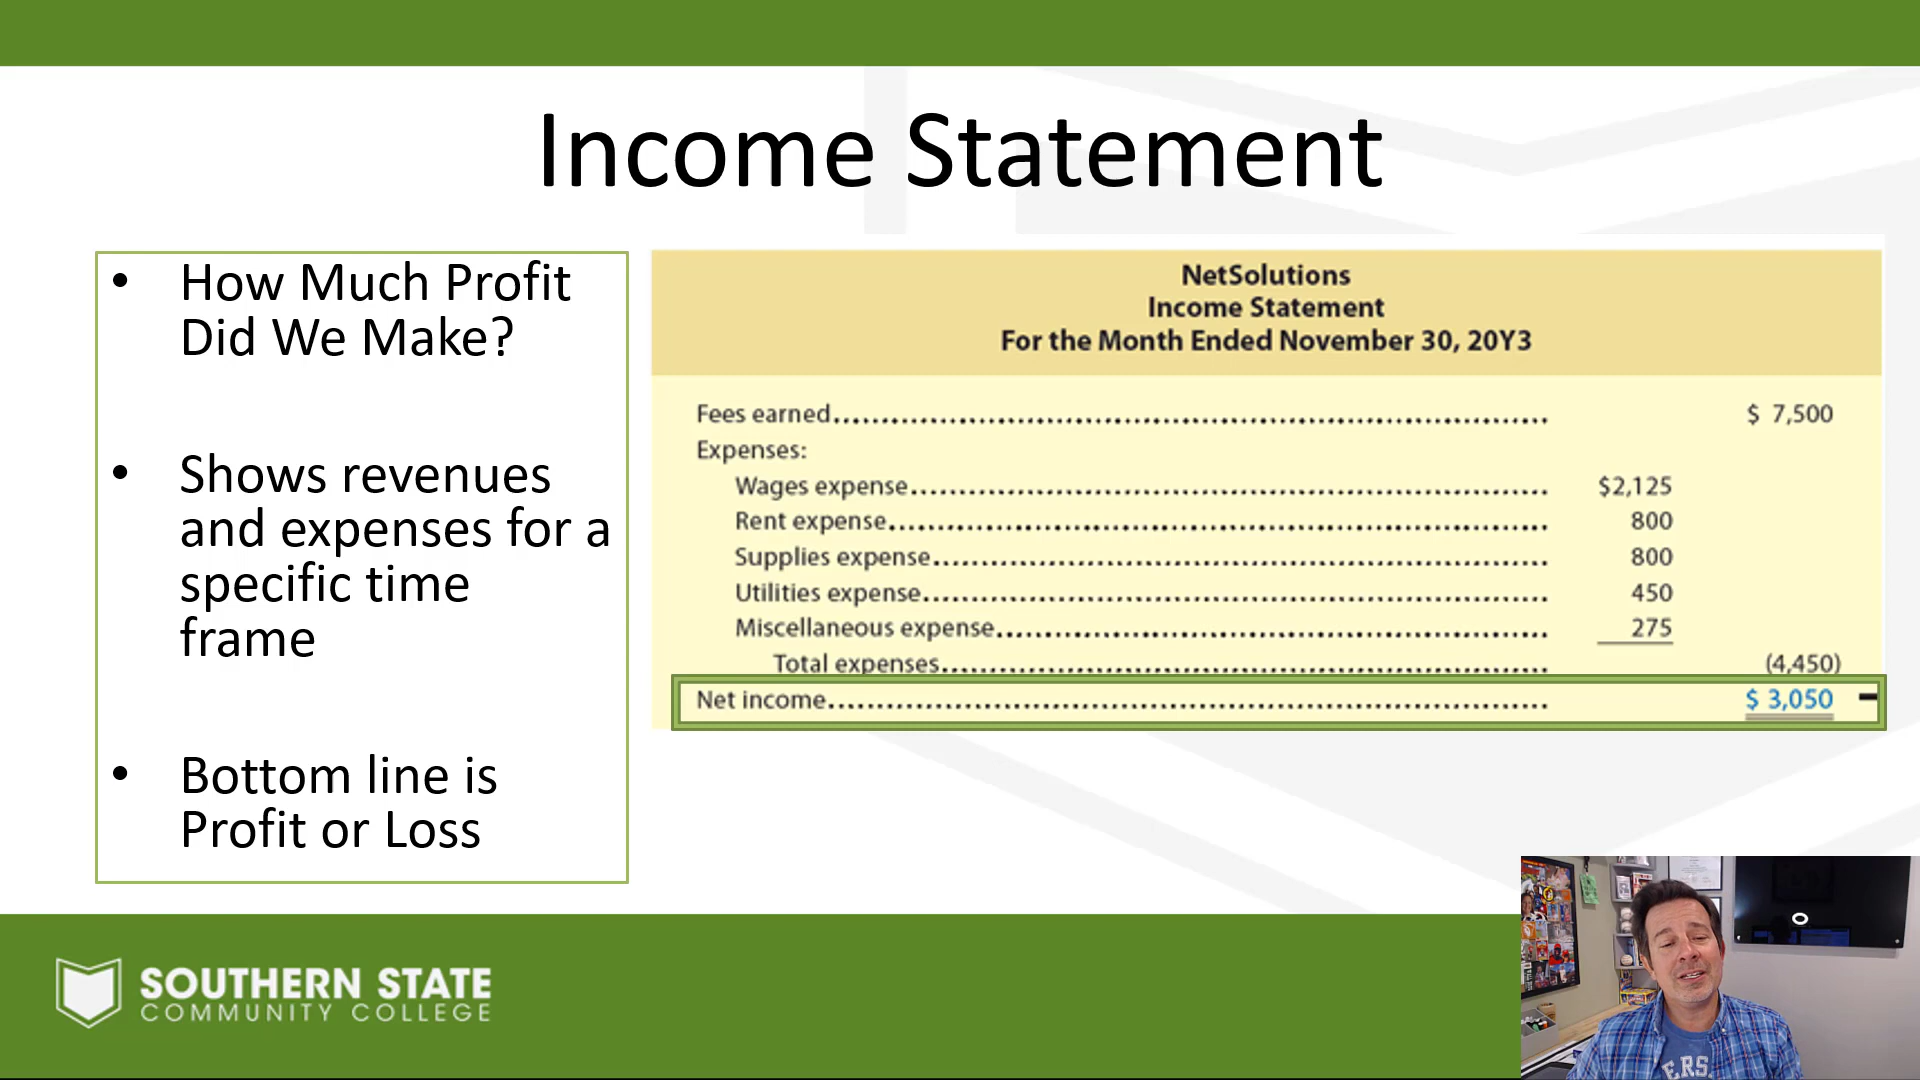 Income Statement
• How Much Profit
Did We Make?
• Shows revenues
and expenses for a
specific time
frame
• Bottom line is
Profit or Loss
NetSolutions
Income Statement
For the Month Ended November 30, 20Y3
Fees earned $ 7,500
Expenses:
Wages expense $2,125
Rent expense 800
Supplies expense 800
Utilities expense 450
Miscellaneous expense 275
Total expenses (4,450)
Net income $ 3,050
SOUTHERN STATE
COMMUNITY COLLEGE
ERS